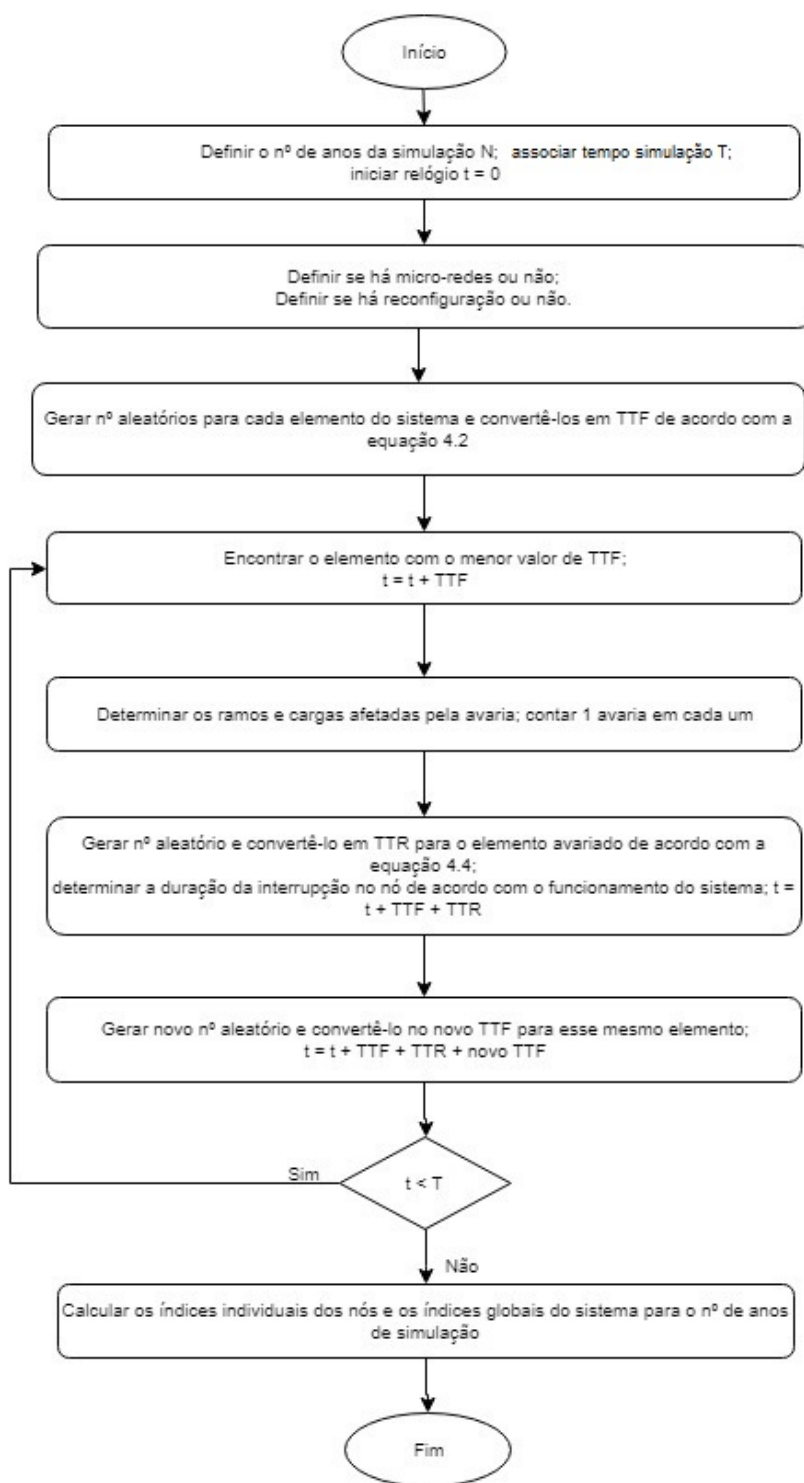 Início
Definir o nº de anos da simulação N; associar tempo simulação T;
iniciar relógio t = 0
Definir se há micro-redes ou não;
Definir se há reconfiguração ou não.
Gerar nº aleatórios para cada elemento do sistema e convertê-los em TTF de acordo com a
equação 4.2
Encontrar o elemento com o menor valor de TTF;
t = t + TTF
Determinar os ramos e cargas afetadas pela avaria; contar 1 avaria em cada um
Gerar nº aleatório e convertê-lo em TTR para o elemento avariado de acordo com a
equação 4.4;
determinar a duração da interrupção no nó de acordo com o funcionamento do sistema; t =
t + TTF + TTR
Gerar novo nº aleatório e convertê-lo no novo TTF para esse mesmo elemento;
t = t + TTF + TTR + novo TTF
Sim
t < T
Não
Calcular os índices individuais dos nós e os índices globais do sistema para o nº de anos
de simulação
Fim